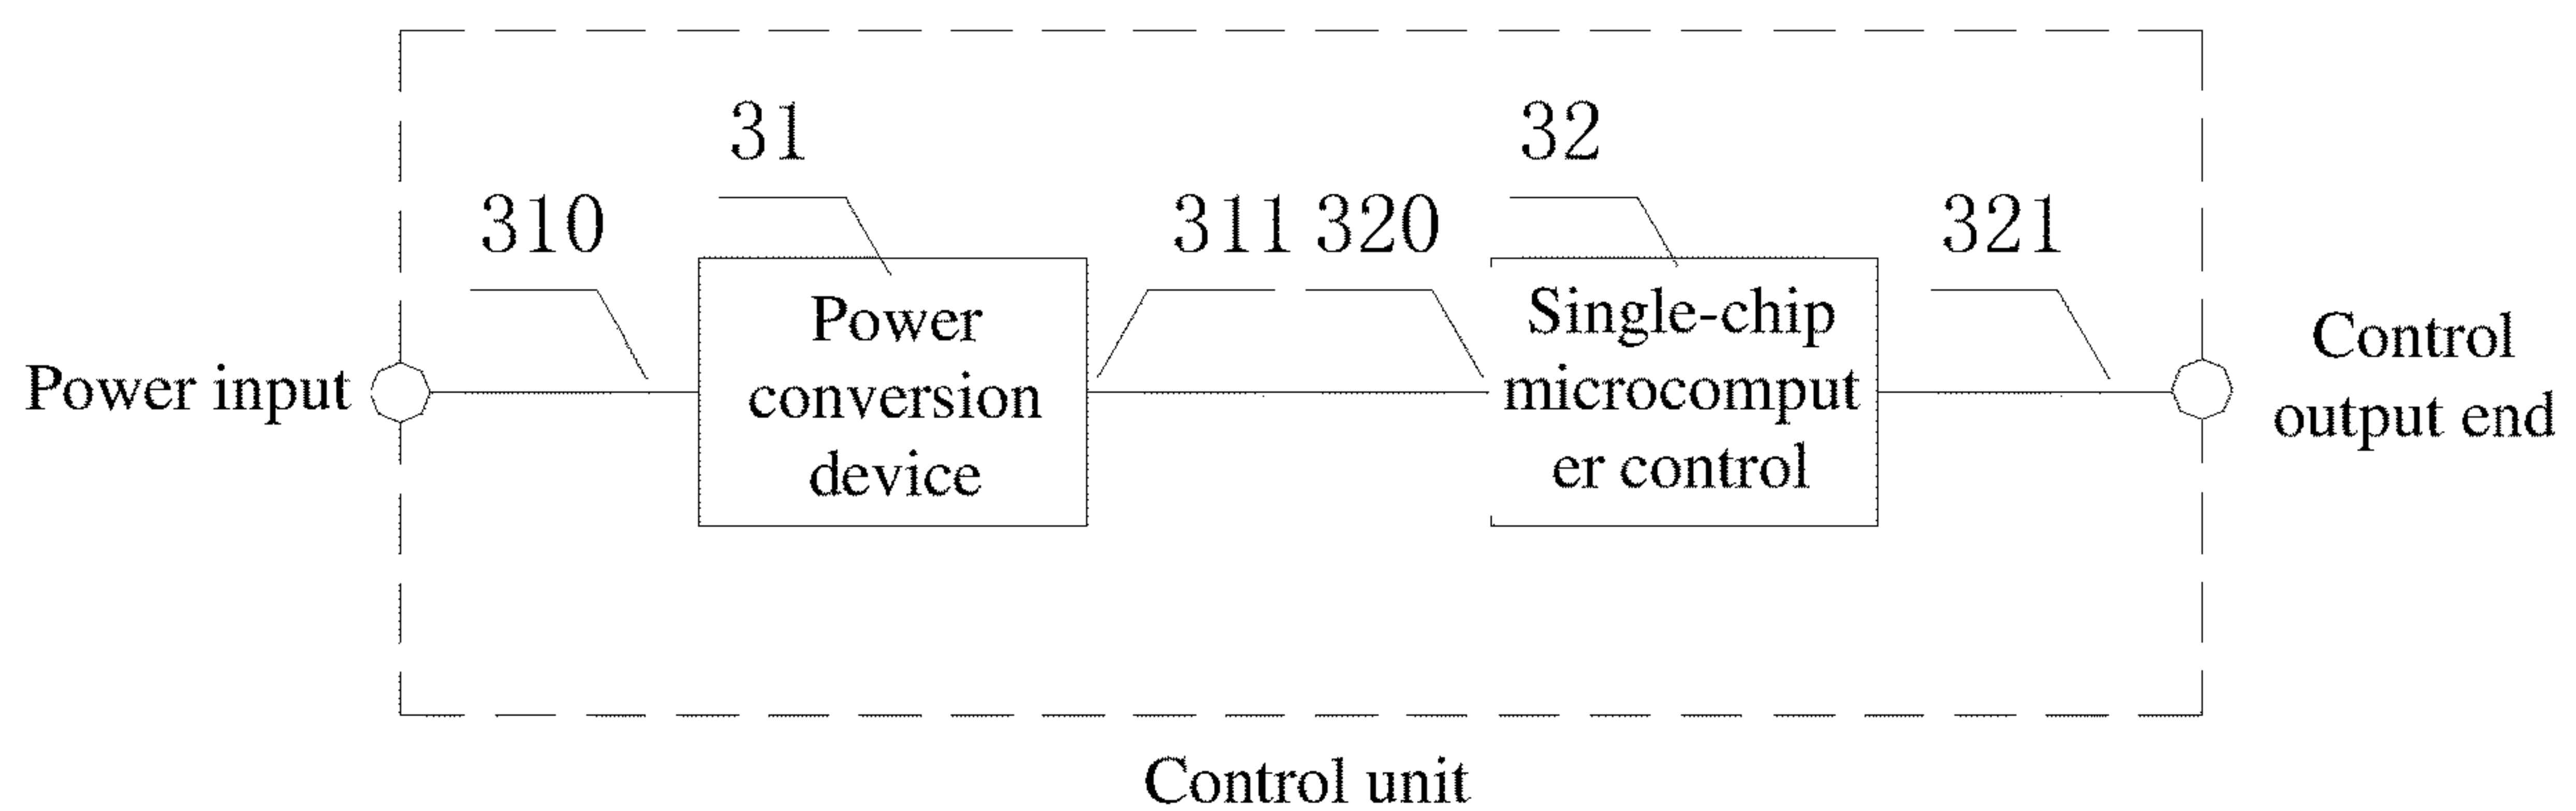 31
32
310
311
320
321
Power input
Power
conversion
device
Single-chip
microcomput
er control
Control
output end
Control unit